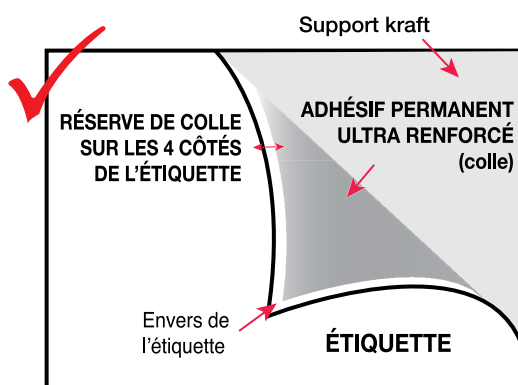 Support kraft
RÉSERVE DE COLLE
SUR LES 4 CÔTÉS
DE L’ÉTIQUETTE
ADHÉSIF PERMANENT
ULTRA RENFORCÉ
(colle)
Envers de
l’étiquette
ÉTIQUETTE